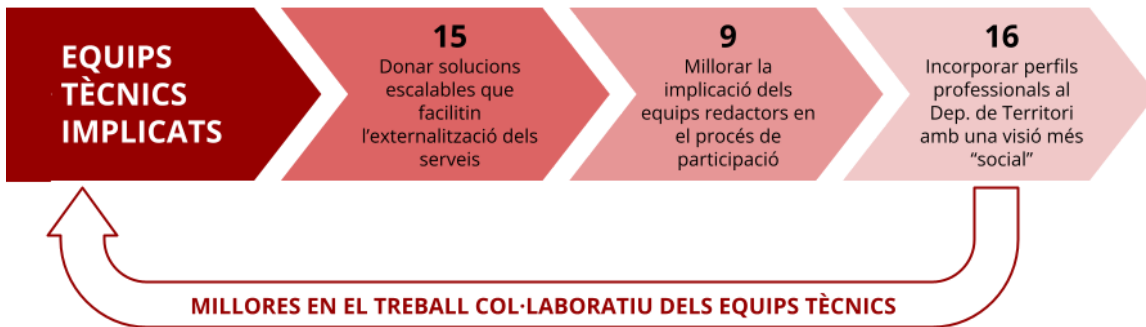 EQUIPS
TÈCNICS
IMPLICATS
15
Donar solucions
escalables que
facilitin
l'externalització dels
serveis
9
Millorar la
implicació dels
equips redactors en
el procés de
participació
16
Incorporar perfils
professionals al
Dep. de Territori
amb una visió més
“social”
MILLORES EN EL TREBALL COL·LABORATIU DELS EQUIPS TÈCNICS